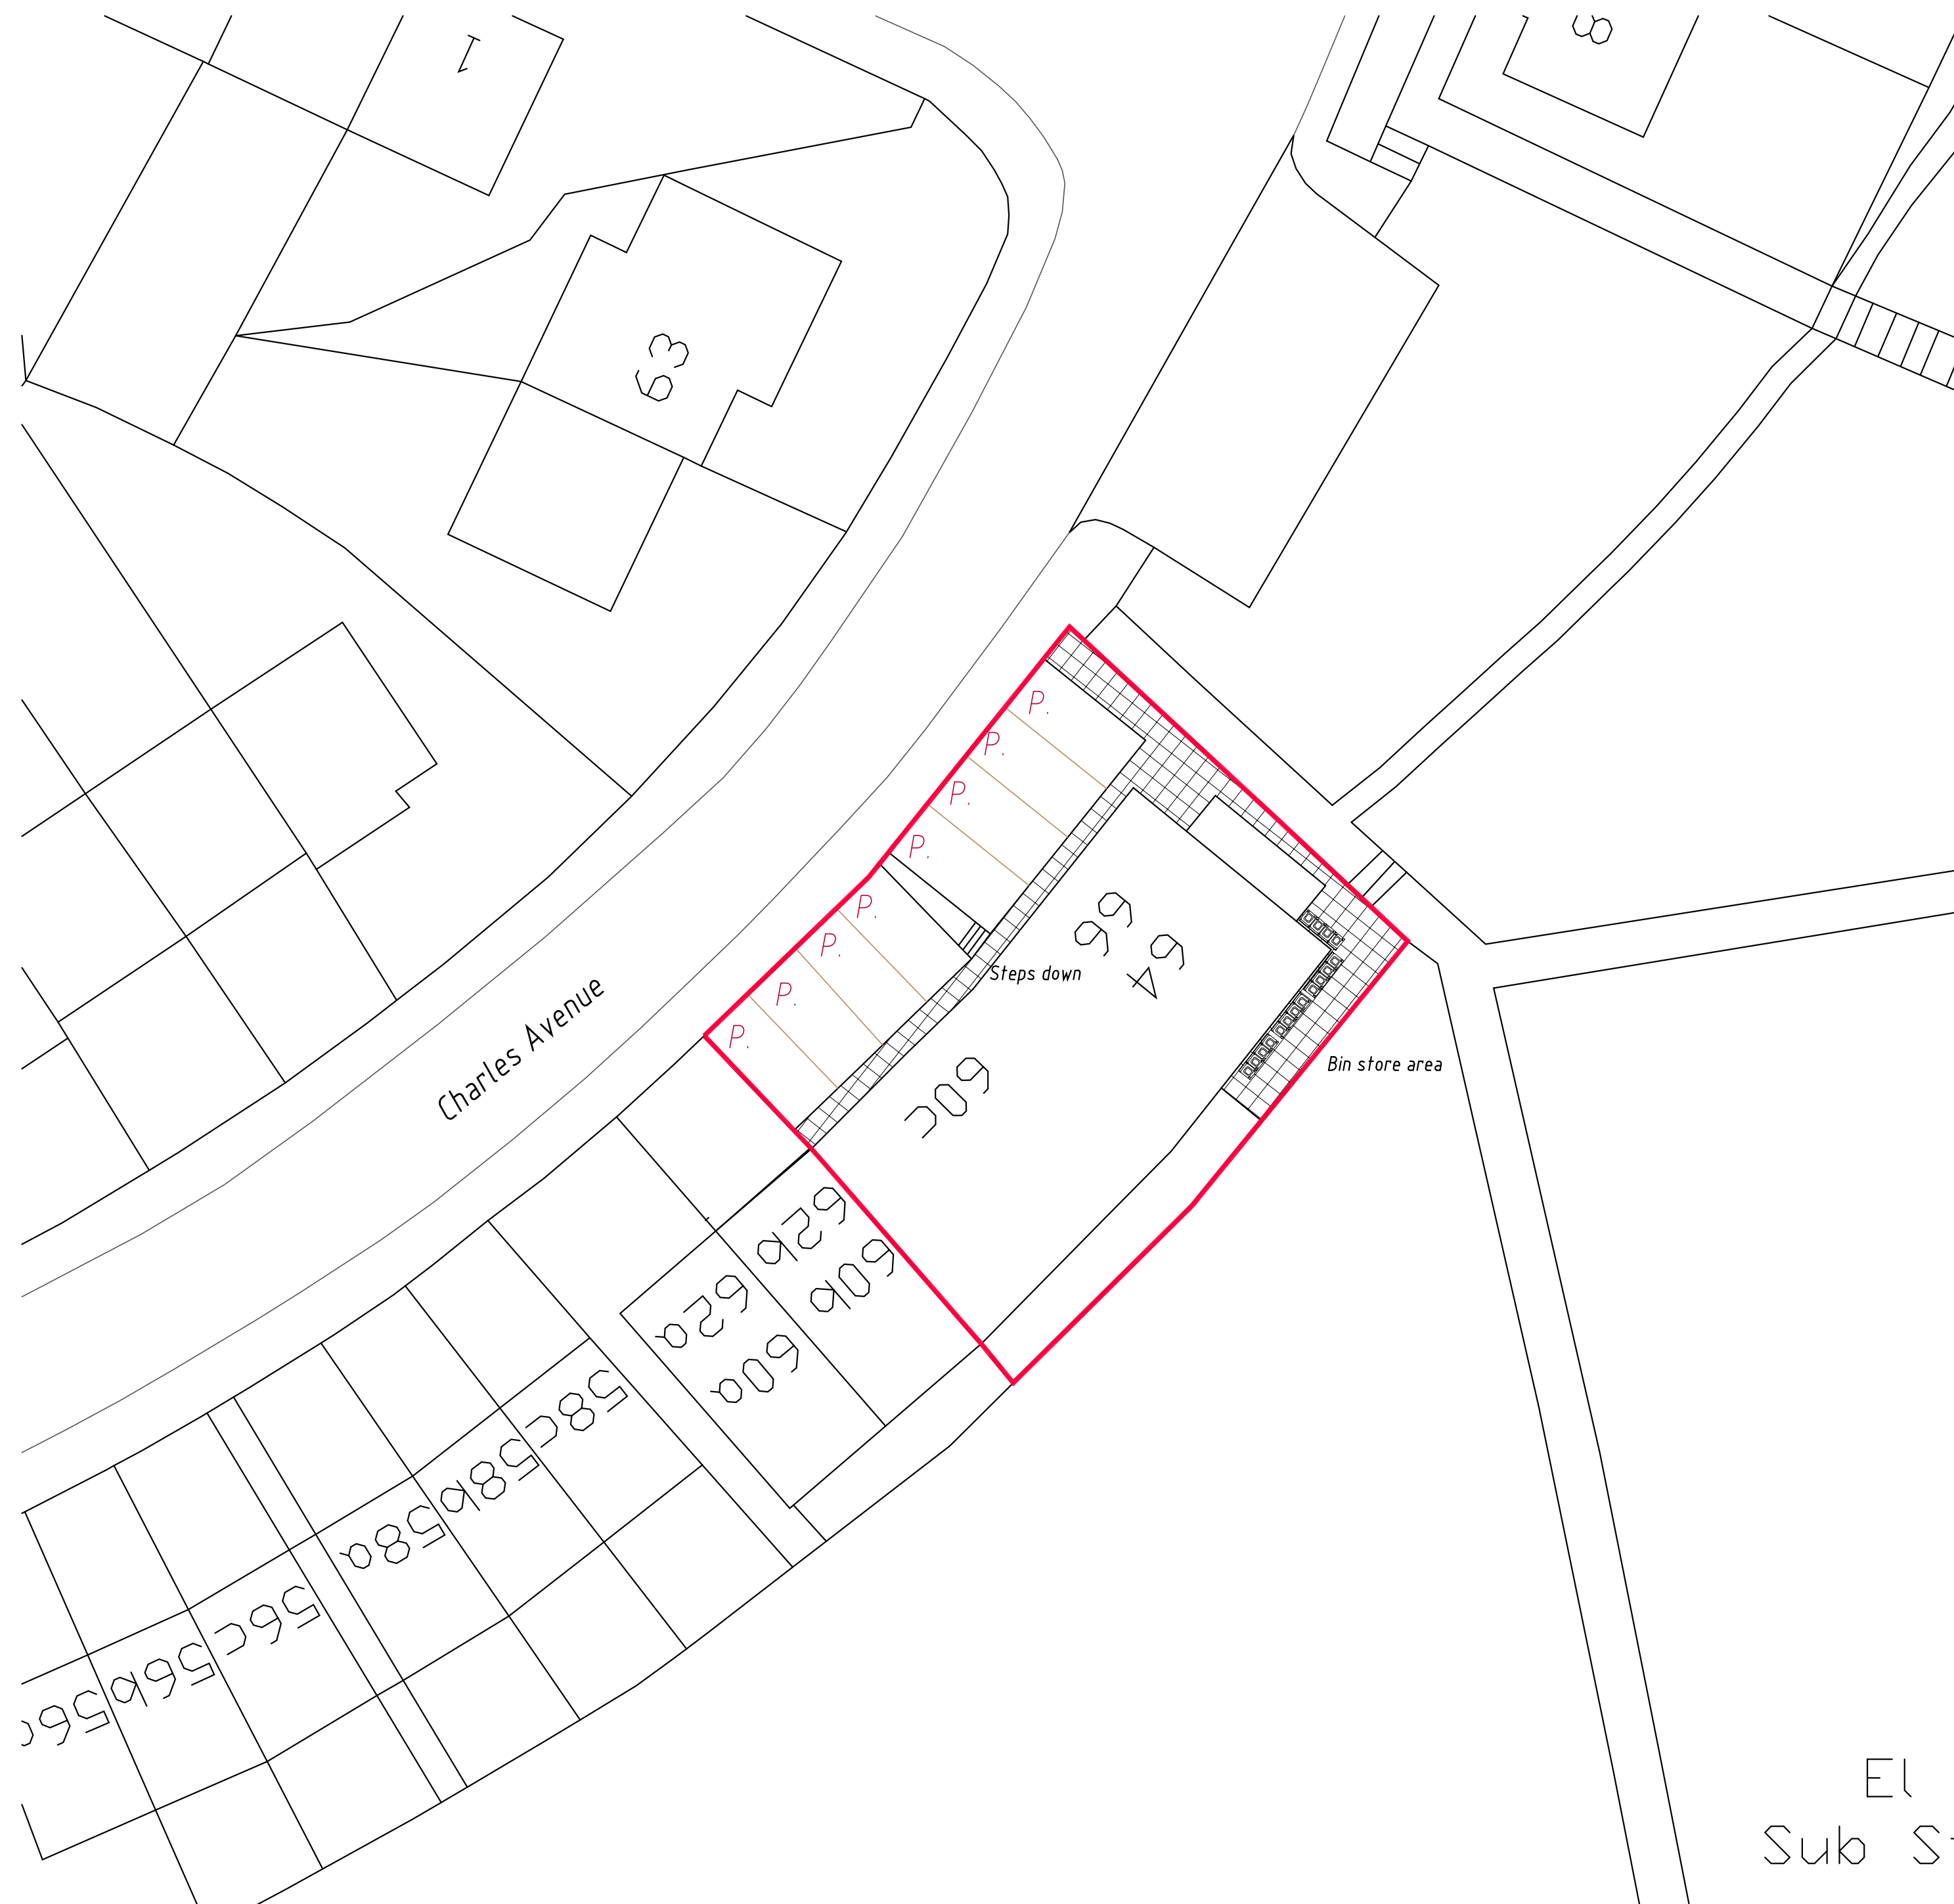 1
8
63
P.
P.
P.
P.
P.
P.
P.
P.
66
64
Steps down
Bin store area
Charles Avenue
60c
62b
60b
62a
60a
58c
58b
58a
56c
56b
56a
El
Sub St